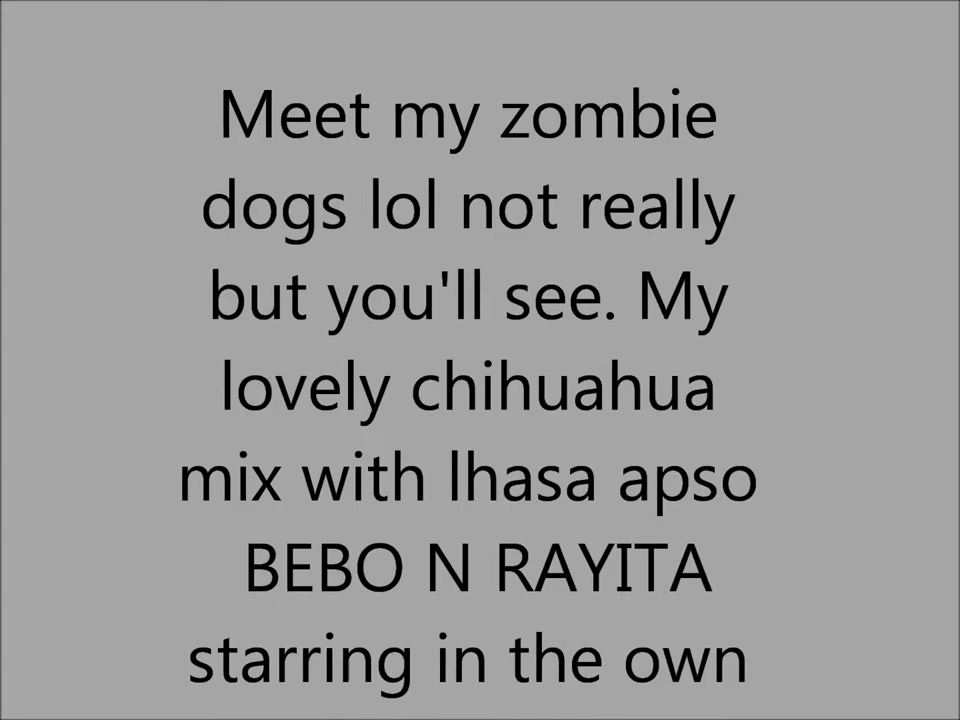 Meet my zombie
dogs lol not really
but you'll see. My
lovely chihuahua
mix with lhasa apso
BEBO N RAYITA
starring in the own